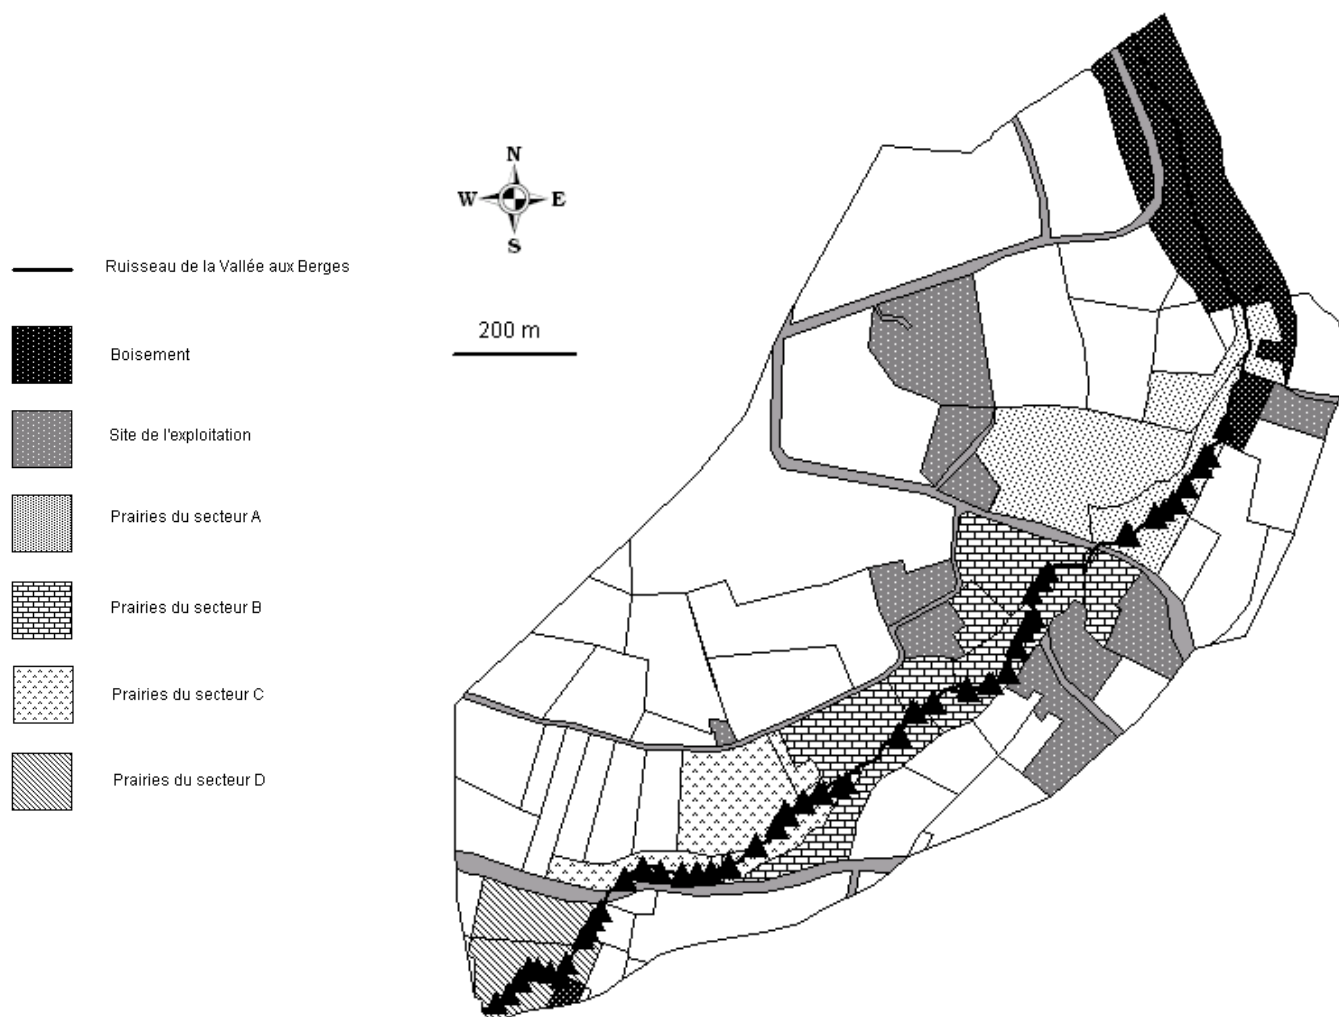 N
W E
S
Ruisseau de la Vallée aux Berges
200 m
Boisement
Site de l'exploitation
Prairies du secteur A
Prairies du secteur B
Prairies du secteur C
Prairies du secteur D